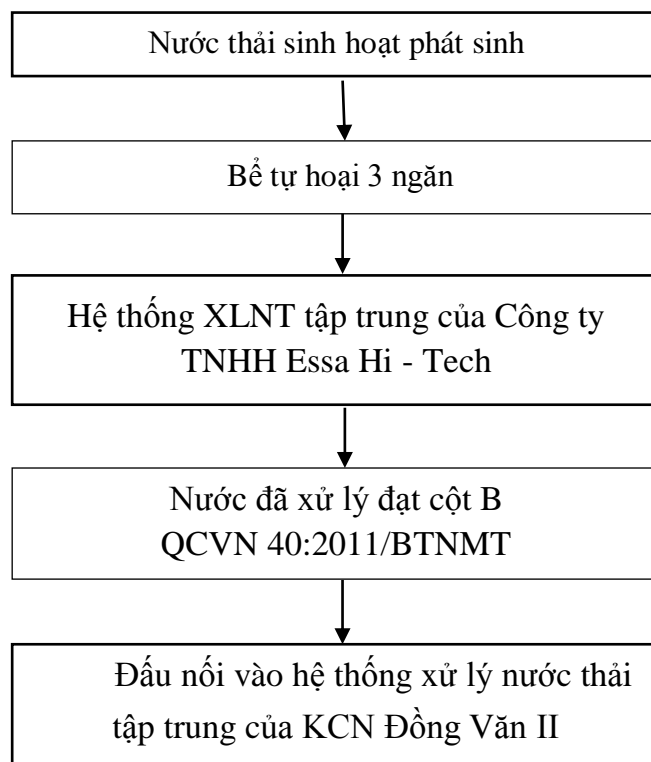 Nước thải sinh hoạt phát sinh
Bể tự hoại 3 ngăn
Hệ thống XLNT tập trung của Công ty
TNHH Essa Hi - Tech
Nước đã xử lý đạt cột B
QCVN 40:2011/BTNMT
Đấu nối vào hệ thống xử lý nước thải
tập trung của KCN Đồng Văn II